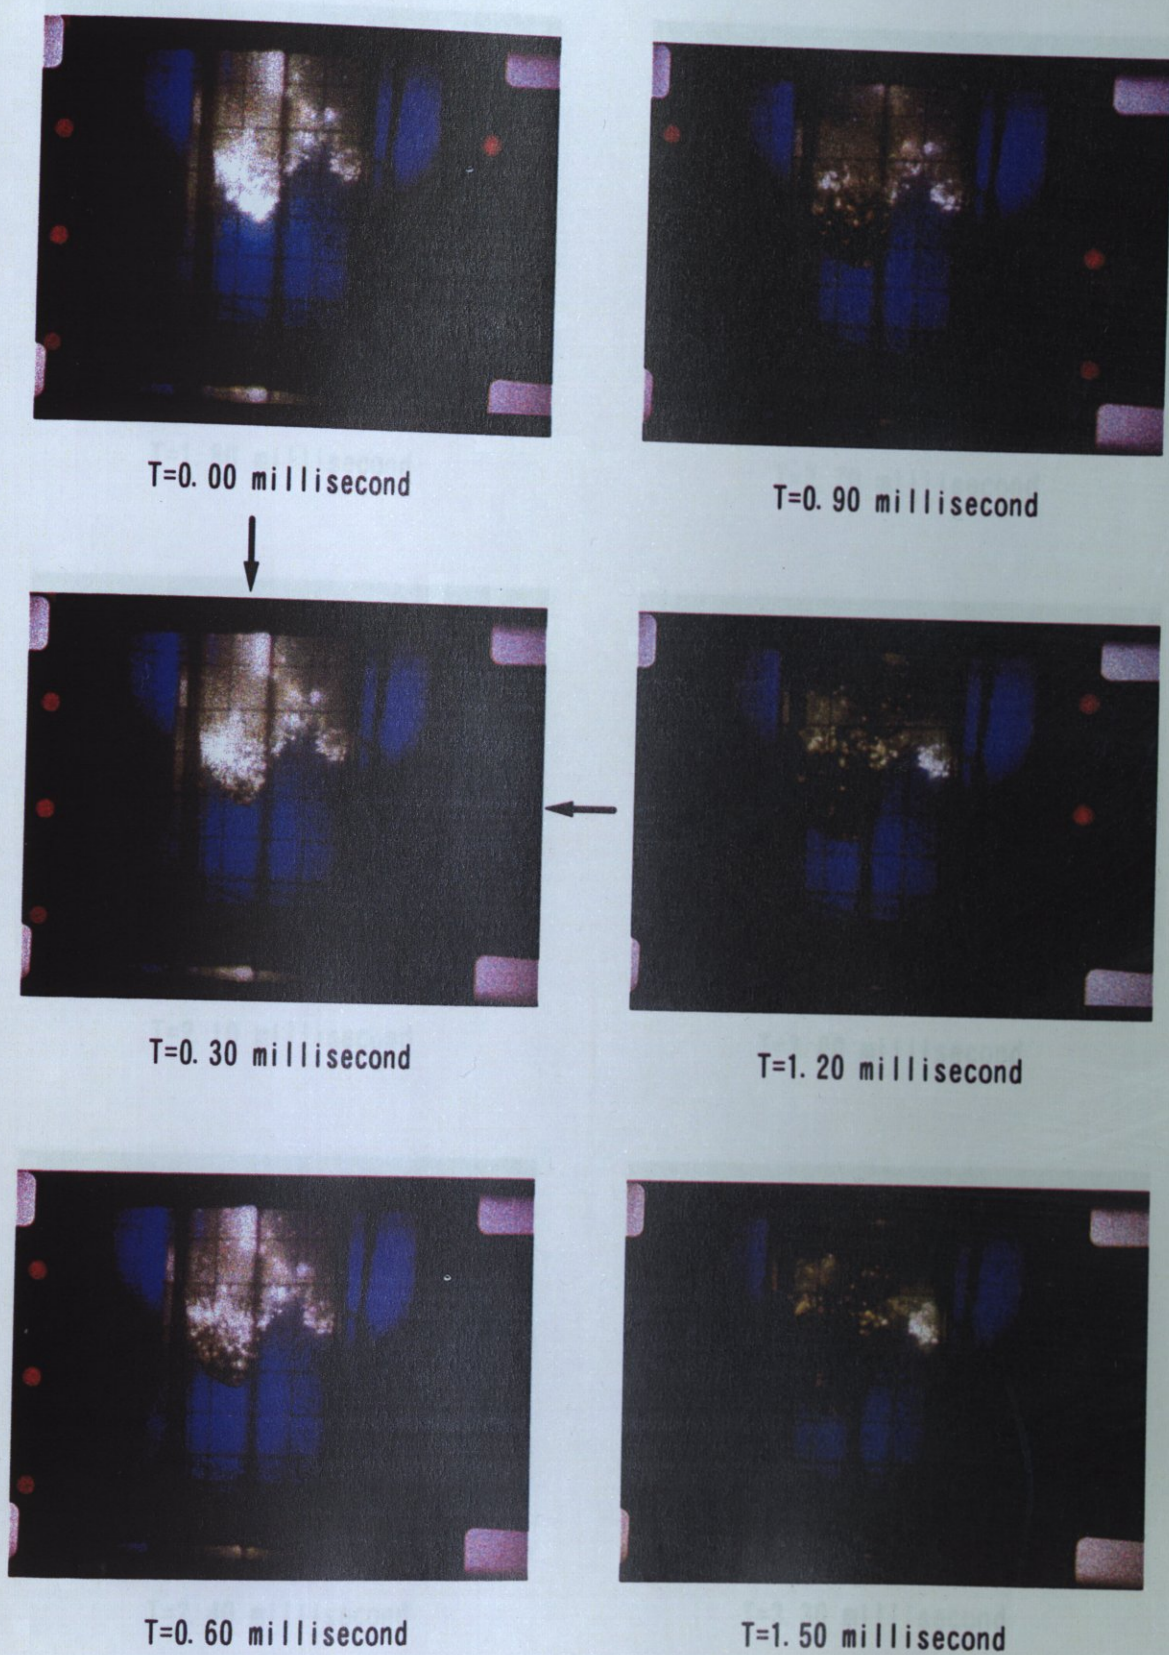 T=0. 00 millisecond
T=0. 30 millisecond
T=0. 60 millisecond
T=0. 90 millisecond
T=1. 20 millisecond
T=1. 50 millisecond